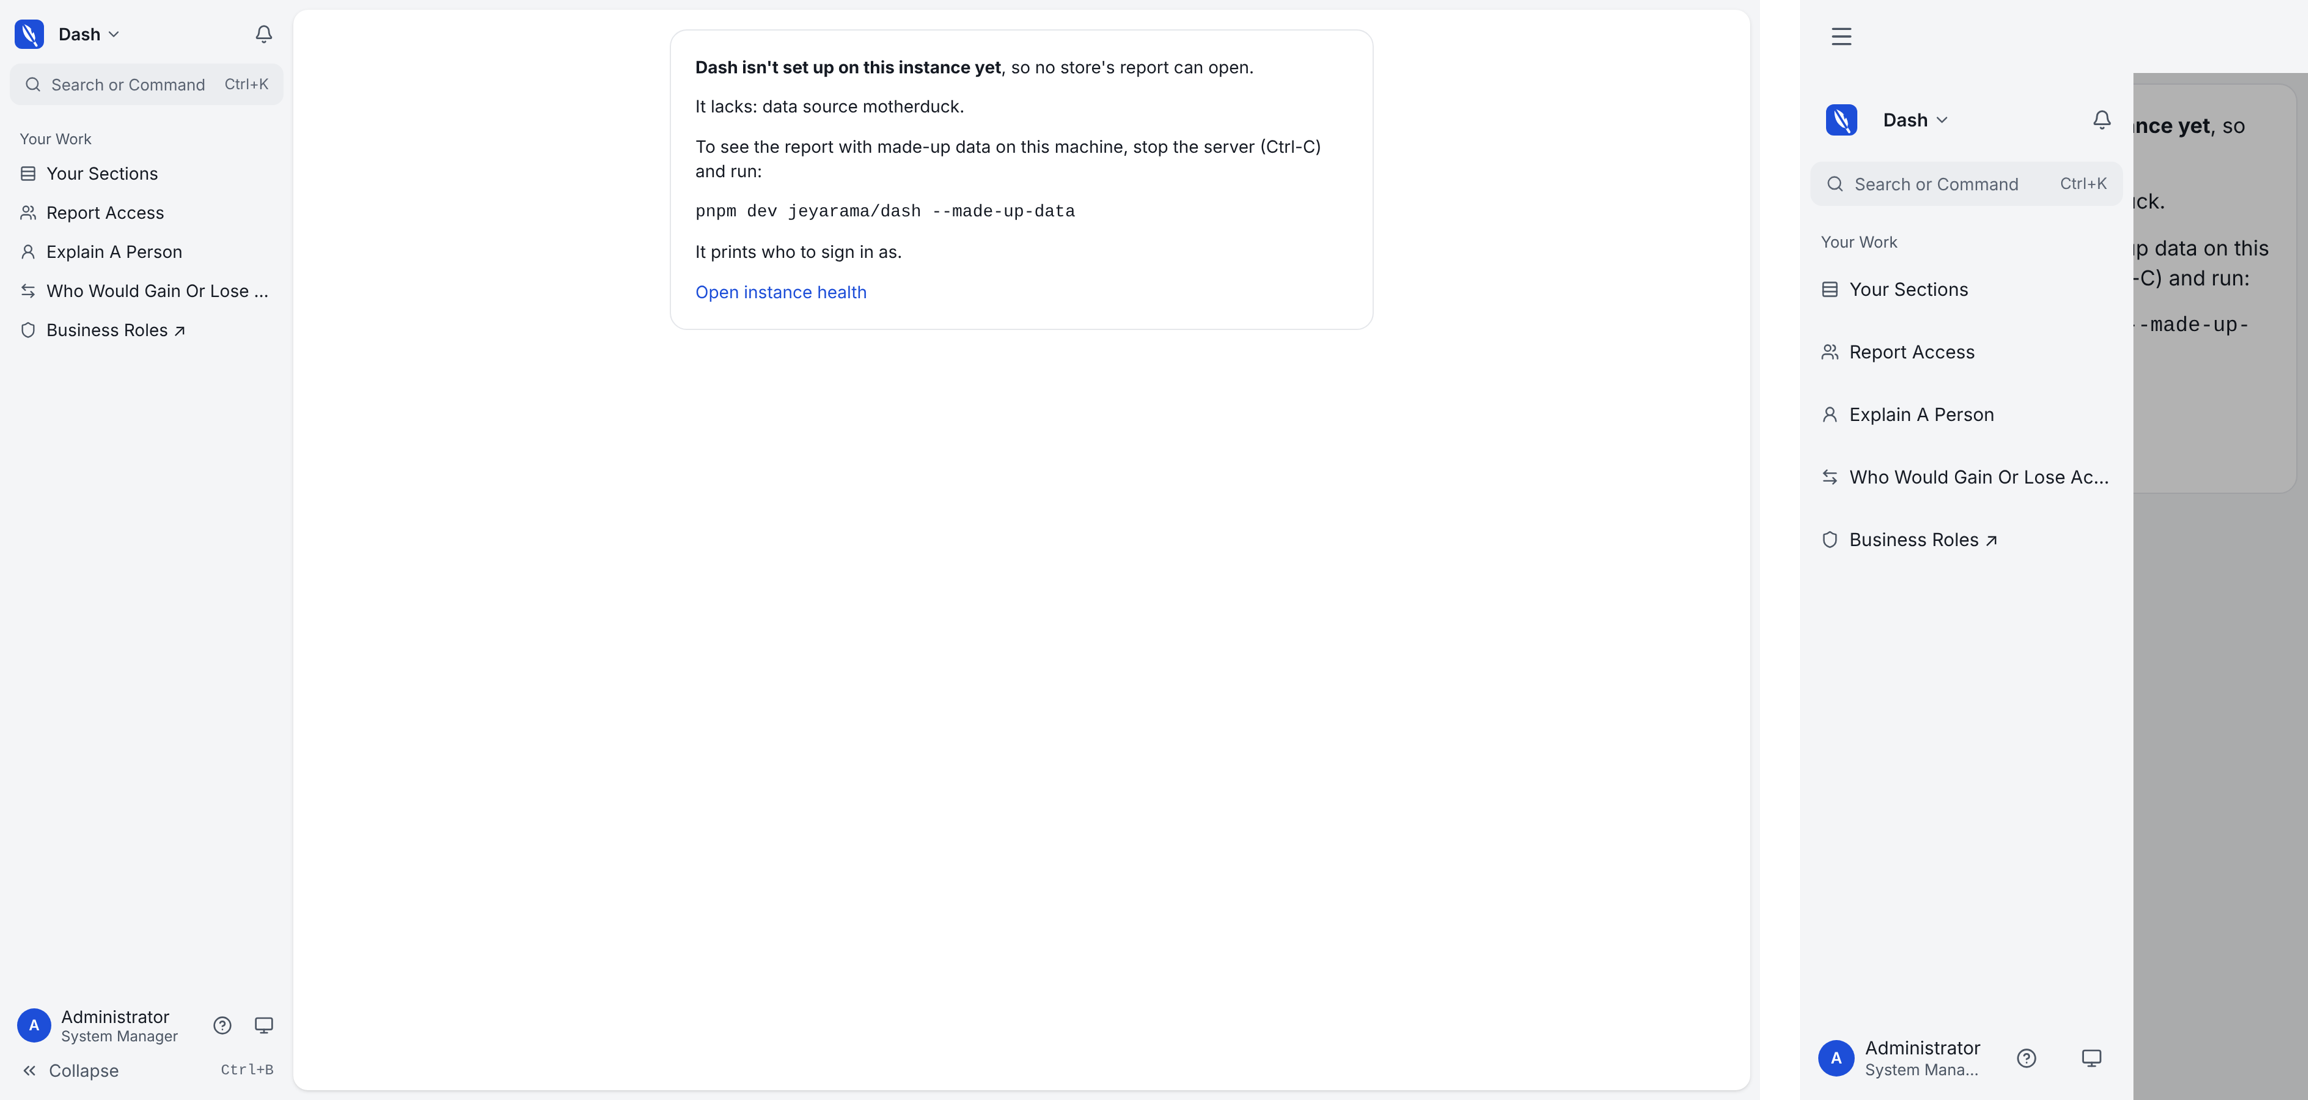 Dash
Search or Command Ctrl+K
Your Work
Your Sections
Report Access
Explain A Person
Who Would Gain Or Lose ...
Business Roles ↗
A
Administrator
System Manager
Collapse Ctrl+B
Dash isn't set up on this instance yet, so no store's report can open.
It lacks: data source motherduck.
To see the report with made-up data on this machine, stop the server (Ctrl-C)
and run:
pnpm dev jeyarama/dash --made-up-data
It prints who to sign in as.
Open instance health
Dash
Search or Command Ctrl+K
Your Work
Your Sections
Report Access
Explain A Person
Who Would Gain Or Lose Ac...
Business Roles ↗
A
Administrator
System Mana...
nce yet, so
ck.
up data on this
-C) and run:
--made-up-